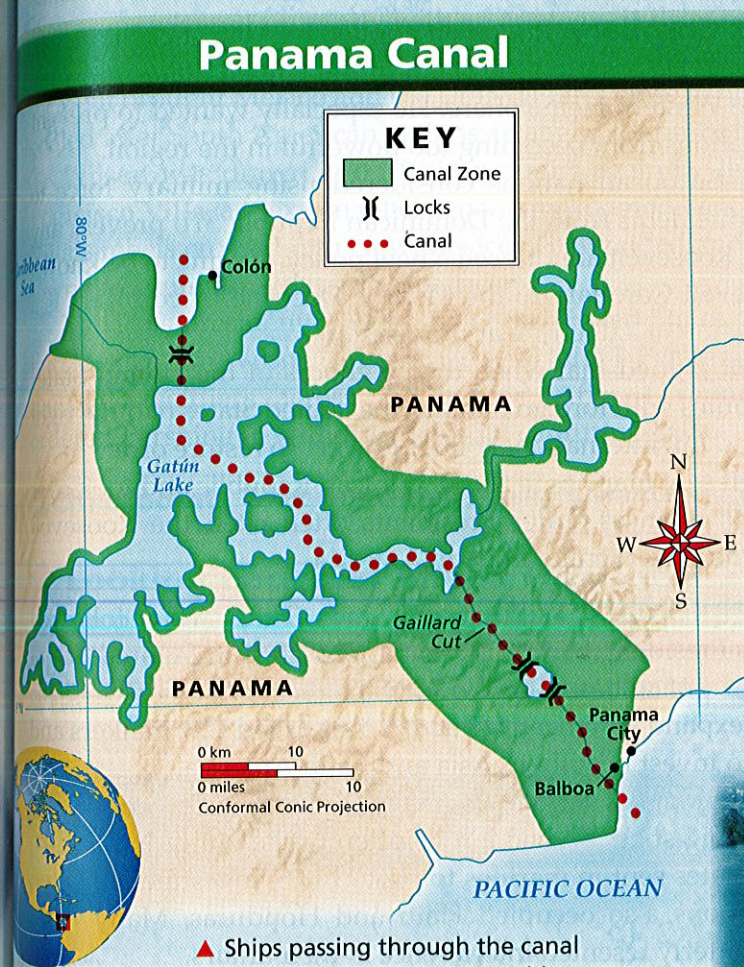 Panama Canal
KEY
Canal Zone
Locks
Canal
80°W
Sea
Colón
PANAMA
Gatún
Lake
N
W
E
S
Gaillard
Cut
PANAMA
Panama
City
Balboa
0 km 10
0 miles 10
Conformal Conic Projection
PACIFIC OCEAN
▲ Ships passing through the canal